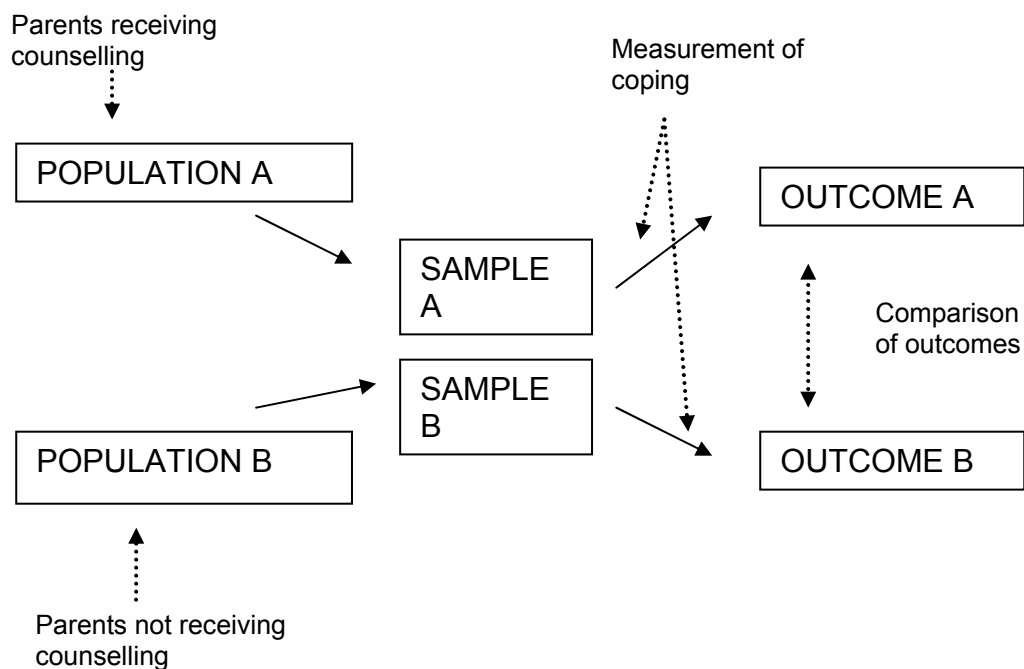 Parents receiving
counselling
Measurement of
coping
POPULATION A
OUTCOME A
SAMPLE
A
Comparison
of outcomes
SAMPLE
B
POPULATION B
OUTCOME B
Parents not receiving
counselling